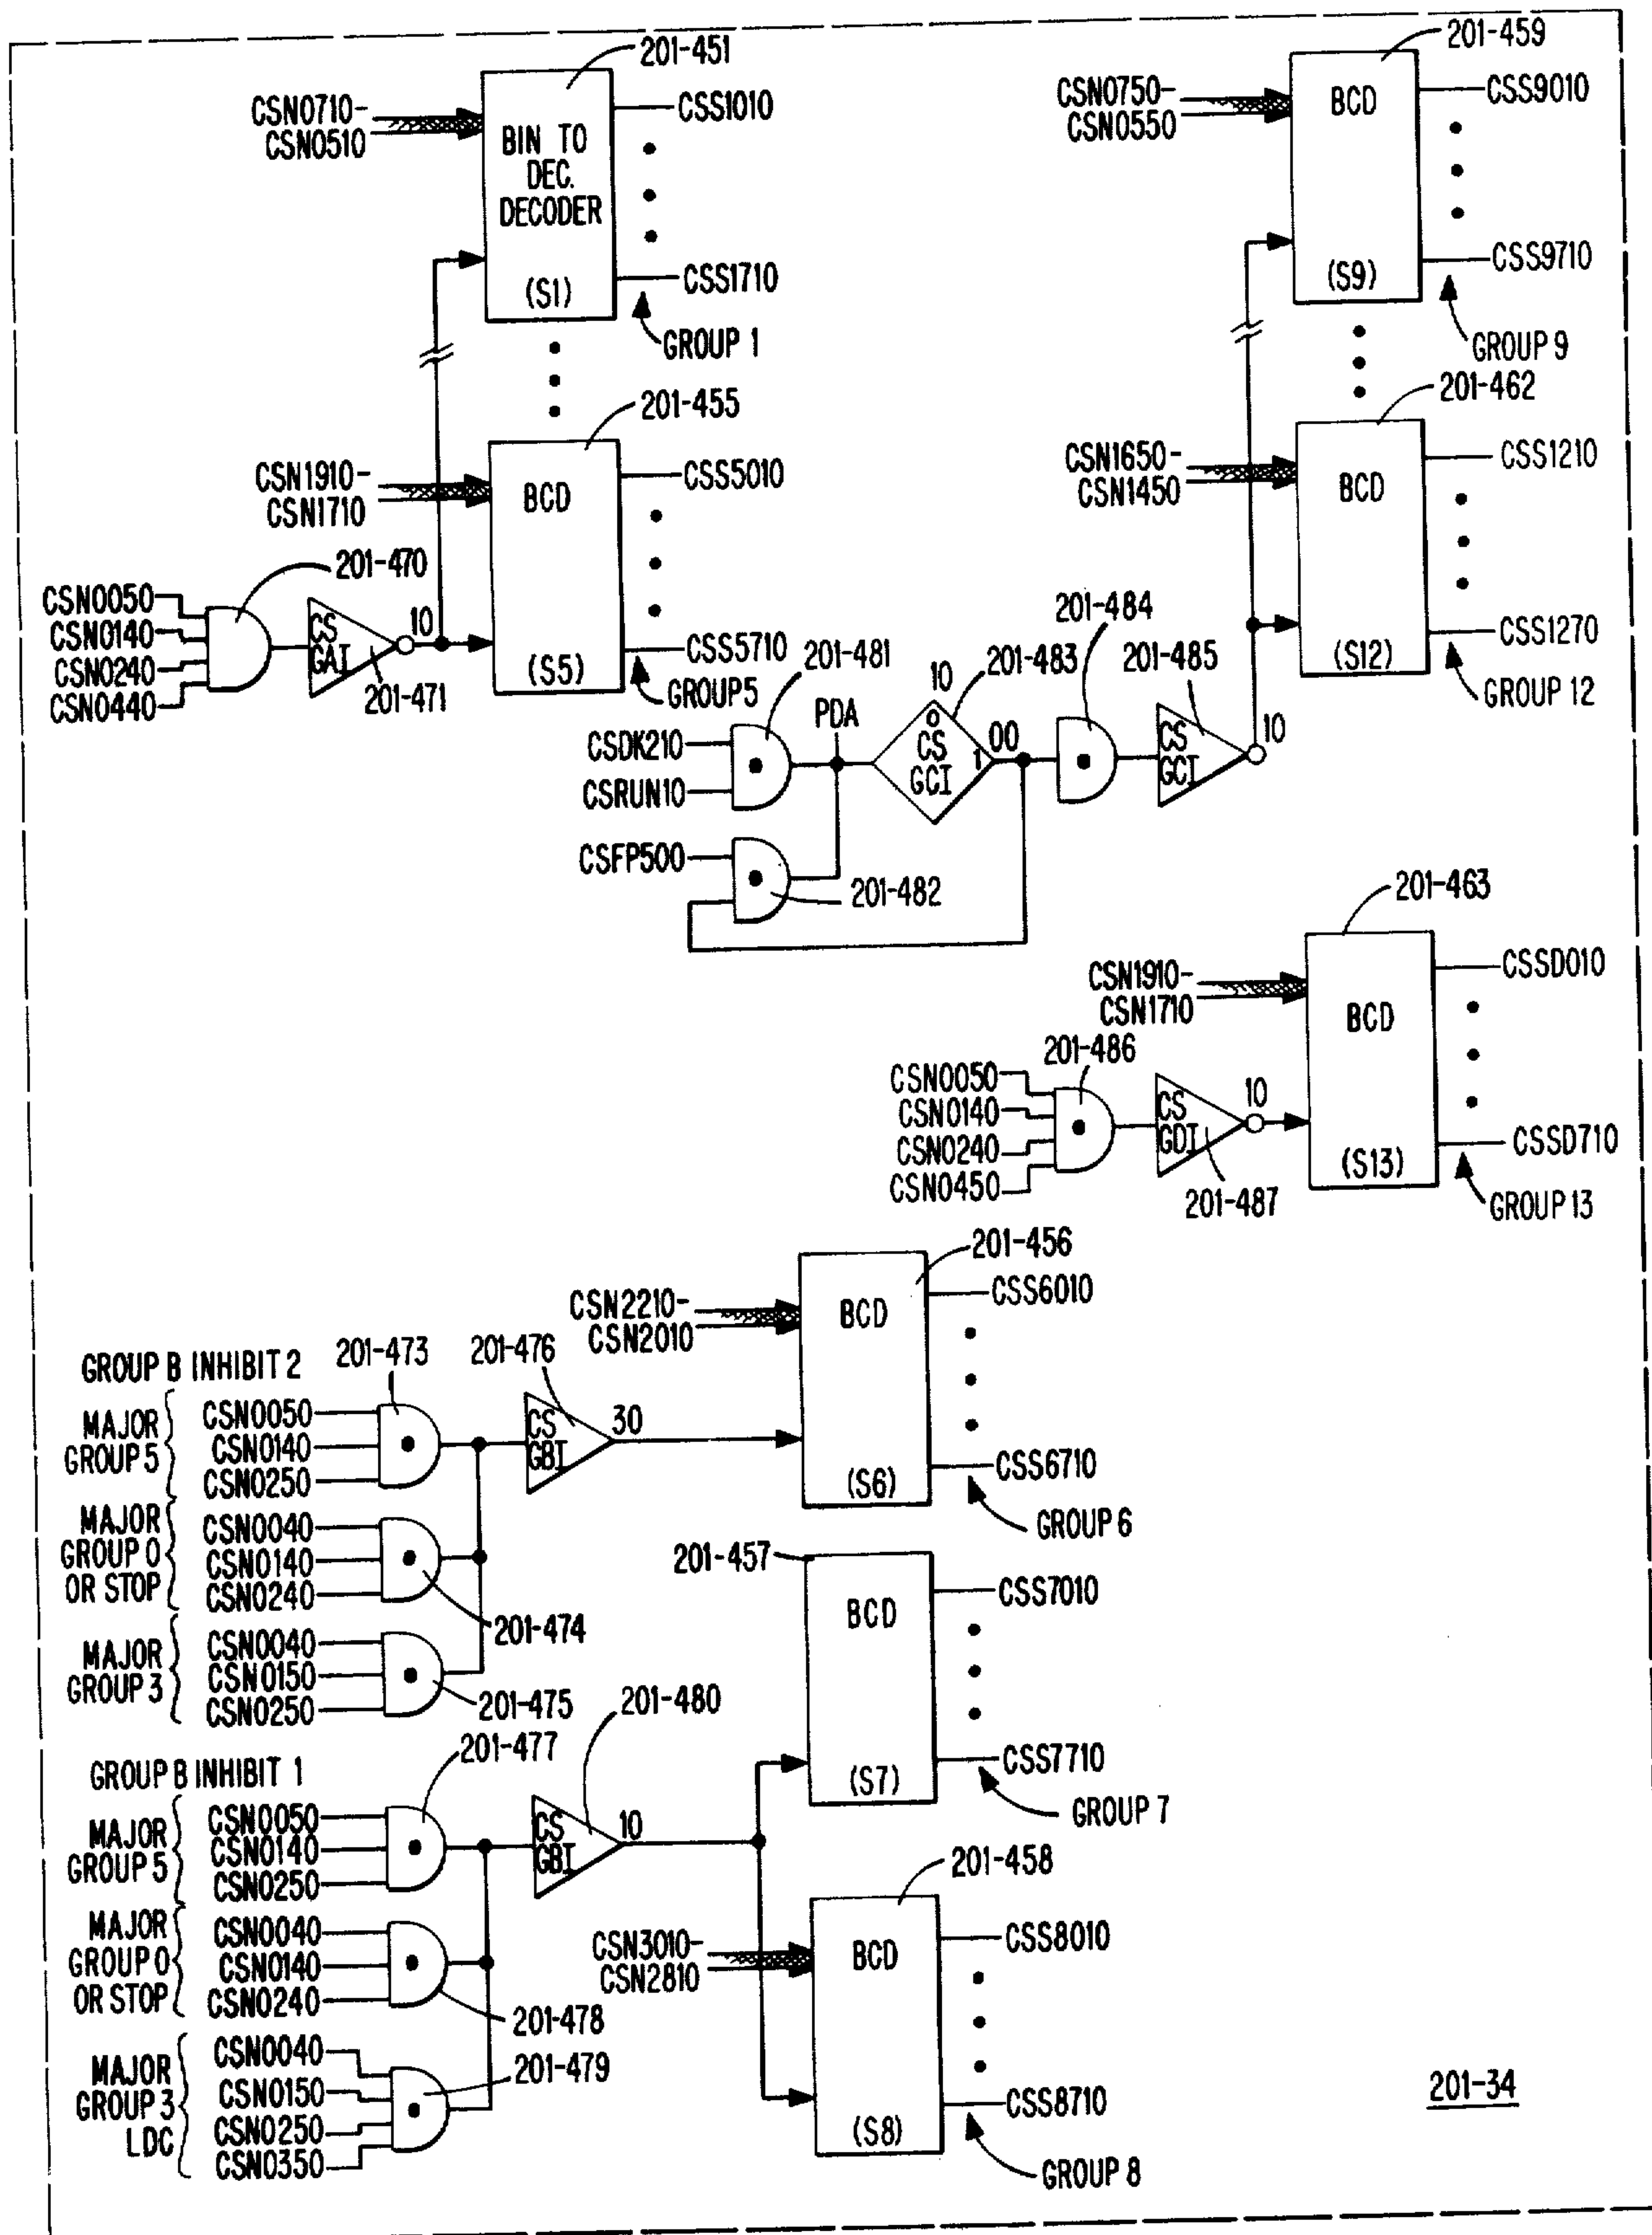 201-451
CSN0710-
CSN0510
BIN TO
DEC.
DECODER
(S1)
CSS1010
CSS1710
GROUP 1
201-459
CSN0750-
CSN0550
BCD
(S9)
CSS9010
CSS9710
GROUP 9
201-455
CSN1910-
CSN1710
BCD
(S5)
CSS5010
CSS5710
GROUP 5
201-462
CSN1650-
CSN1450
BCD
(S12)
CSS1210
CSS1270
GROUP 12
201-470
CSN0050
CSN0140
CSN0240
CSN0440
CS
GAI
10
201-471
201-481
CSDK210
CSRUN10
PDA
CSFP500
201-482
10
201-483
0
CS
GCI
1
00
201-484
201-485
CS
GCI
10
201-463
CSN1910-
CSN1710
BCD
(S13)
CSSD010
CSSD710
GROUP 13
201-486
CSN0050
CSN0140
CSN0240
CSN0450
CS
GDI
10
201-487
201-456
CSN2210-
CSN2010
BCD
(S6)
CSS6010
CSS6710
GROUP 6
GROUP B INHIBIT 2
201-473
201-476
MAJOR
GROUP 5
CSN0050
CSN0140
CSN0250
CS
GBI
30
MAJOR
GROUP 0
OR STOP
CSN0040
CSN0140
CSN0240
201-474
MAJOR
GROUP 3
CSN0040
CSN0150
CSN0250
201-475
201-457
BCD
(S7)
CSS7010
CSS7710
GROUP 7
GROUP B INHIBIT 1
201-477
201-480
MAJOR
GROUP 5
CSN0050
CSN0140
CSN0250
CS
GBI
10
MAJOR
GROUP 0
OR STOP
CSN0040
CSN0140
CSN0240
201-478
MAJOR
GROUP 3
LDC
CSN0040
CSN0150
CSN0250
CSN0350
201-479
201-458
CSN3010-
CSN2810
BCD
(S8)
CSS8010
CSS8710
GROUP 8
201-34